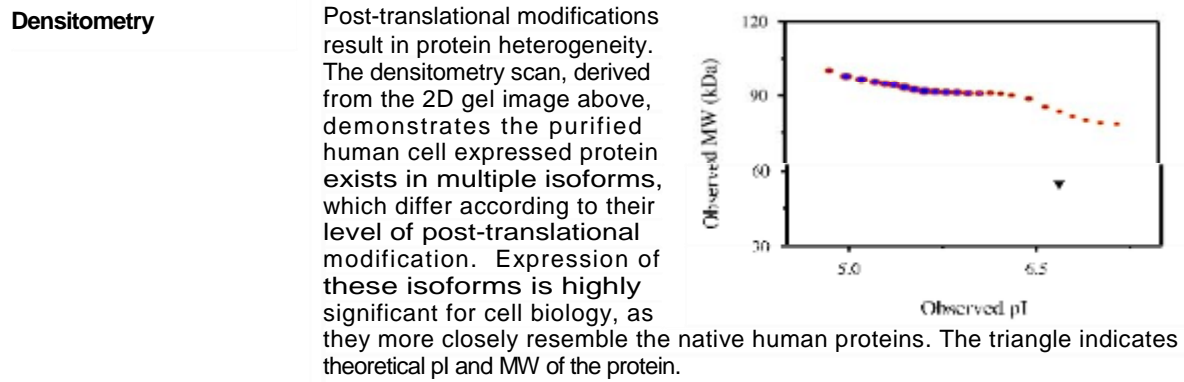 Densitometry
Post-translational modifications
result in protein heterogeneity.
The densitometry scan, derived
from the 2D gel image above,
demonstrates the purified
human cell expressed protein
exists in multiple isoforms,
which differ according to their
level of post-translational
modification. Expression of
these isoforms is highly
significant for cell biology, as
they more closely resemble the native human proteins. The triangle indicates
theoretical pI and MW of the protein.
Observed MW (kDa)
120
90
60
30
5.0
6.5
Observed pI